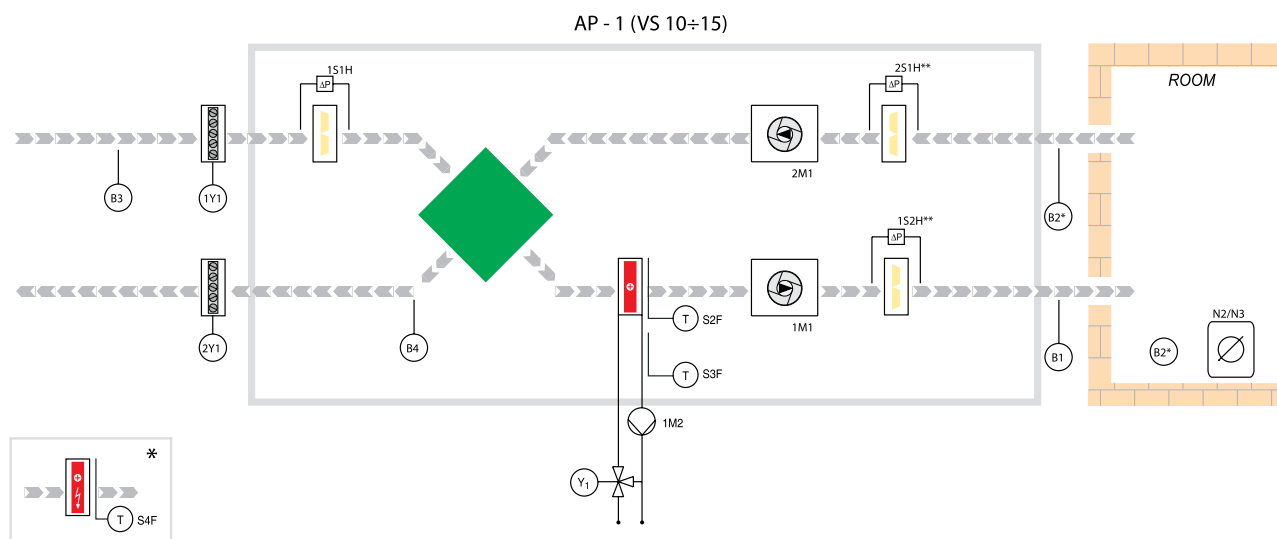 AP - 1 (VS 10÷15)
1S1H
ΔP
2S1H**
ΔP
ROOM
B3
1Y1
2M1
B2*
1S2H**
ΔP
2Y1
B4
T S2F
T S3F
1M1
B1
B2*
N2/N3
1M2
Y1
*
T S4F